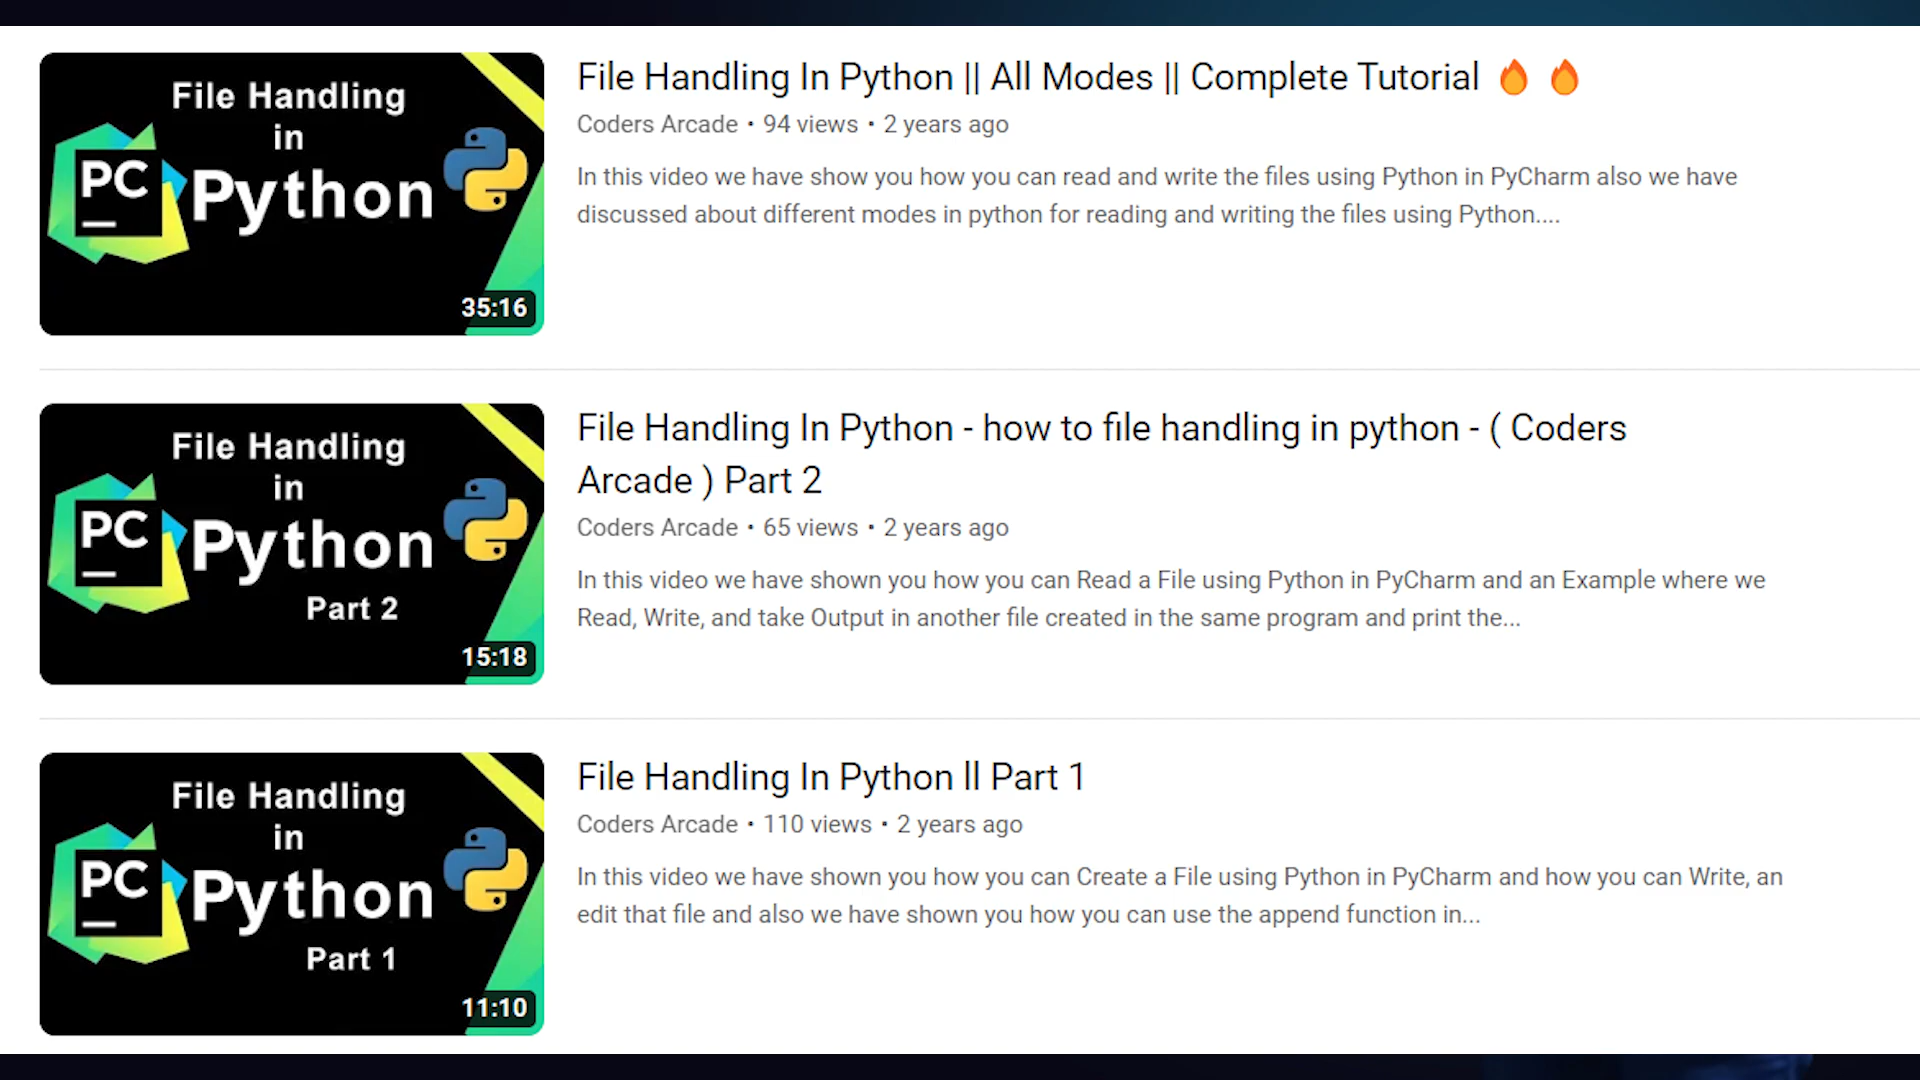 File Handling
in
PC
Python
35:16
File Handling In Python || All Modes || Complete Tutorial 🔥 🔥
Coders Arcade • 94 views • 2 years ago
In this video we have show you how you can read and write the files using Python in PyCharm also we have
discussed about different modes in python for reading and writing the files using Python....
File Handling
in
PC
Python
Part 2
15:18
File Handling In Python - how to file handling in python - ( Coders
Arcade ) Part 2
Coders Arcade • 65 views • 2 years ago
In this video we have shown you how you can Read a File using Python in PyCharm and an Example where we
Read, Write, and take Output in another file created in the same program and print the...
File Handling
in
PC
Python
Part 1
11:10
File Handling In Python ll Part 1
Coders Arcade • 110 views • 2 years ago
In this video we have shown you how you can Create a File using Python in PyCharm and how you can Write, an
edit that file and also we have shown you how you can use the append function in...